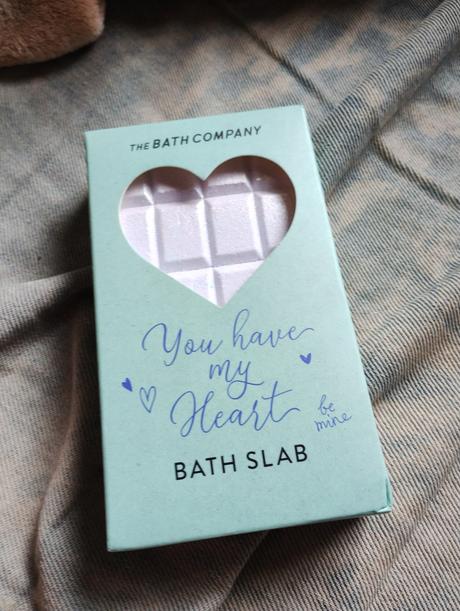 THE BATH COMPANY
You have
my
Heart
be
mine
BATH SLAB